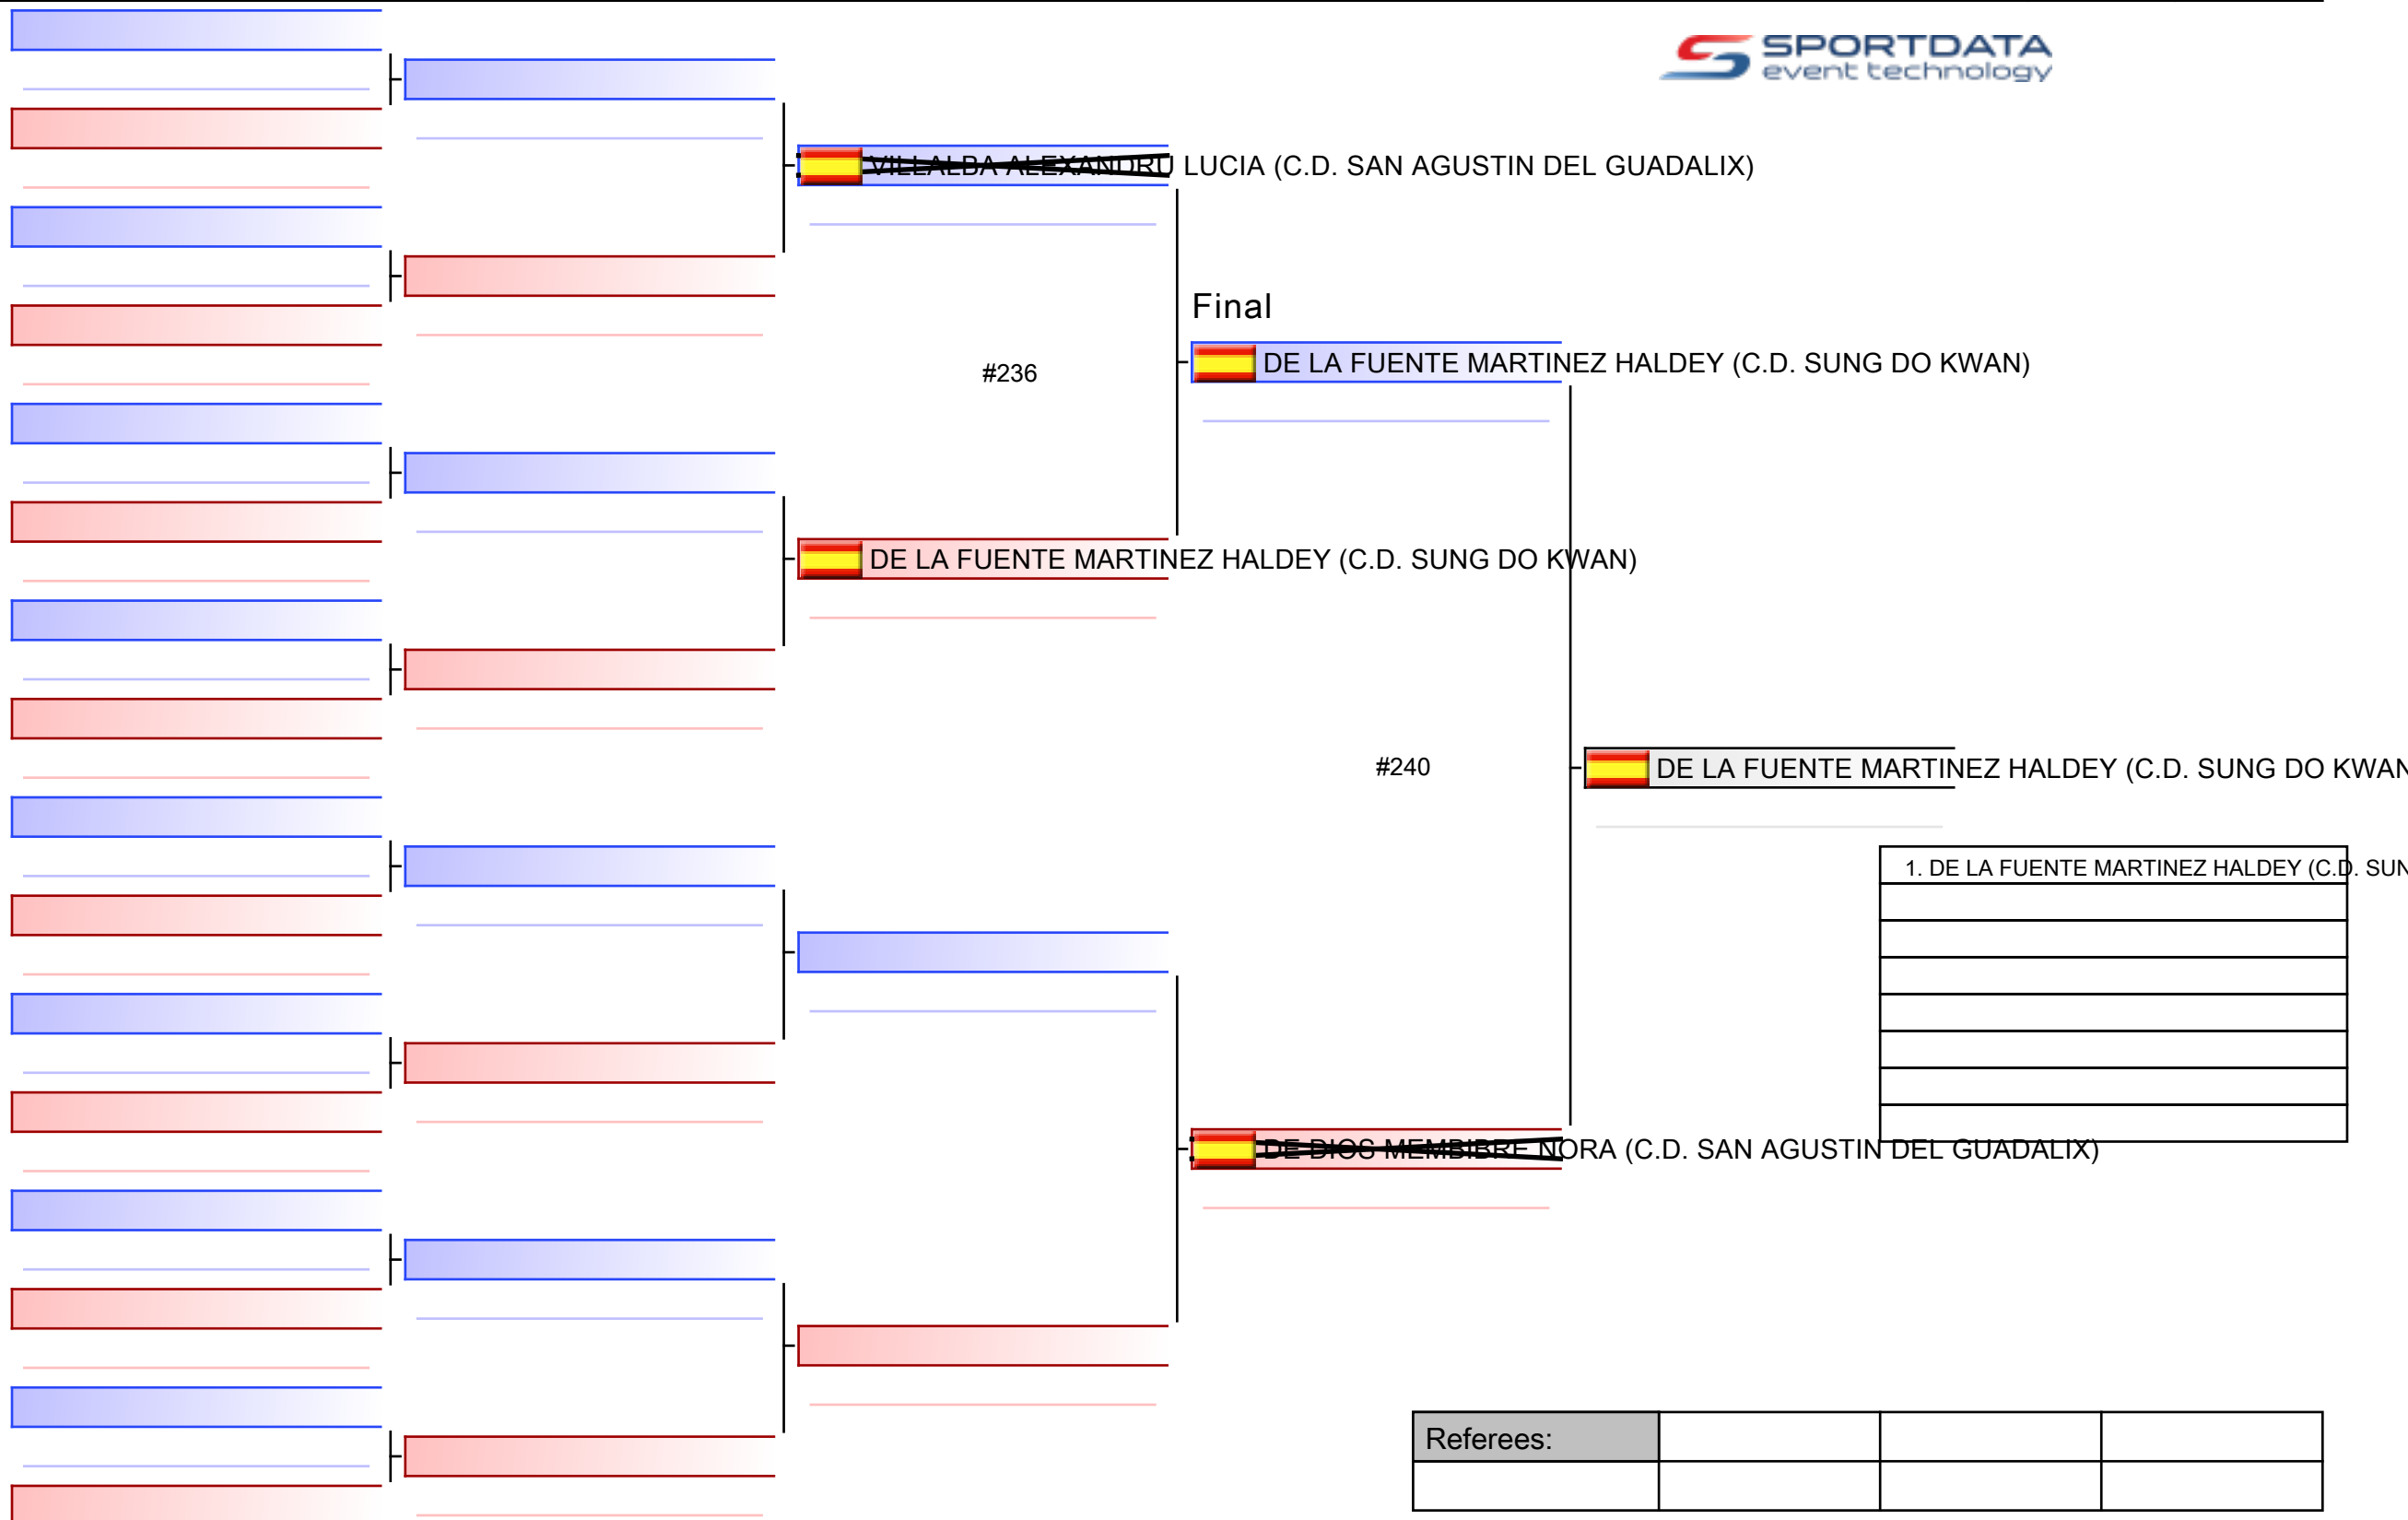 SPORTDATA
event technology
VILLALBA ALEXANDRU LUCIA (C.D. SAN AGUSTIN DEL GUADALIX)
Final
DE LA FUENTE MARTINEZ HALDEY (C.D. SUNG DO KWAN)
#236
DE LA FUENTE MARTINEZ HALDEY (C.D. SUNG DO KWAN)
#240
DE LA FUENTE MARTINEZ HALDEY (C.D. SUNG DO KWAN
1. DE LA FUENTE MARTINEZ HALDEY (C.D. SUN
DE DIOS MEMBIBRE NORA (C.D. SAN AGUSTIN DEL GUADALIX)
Referees: